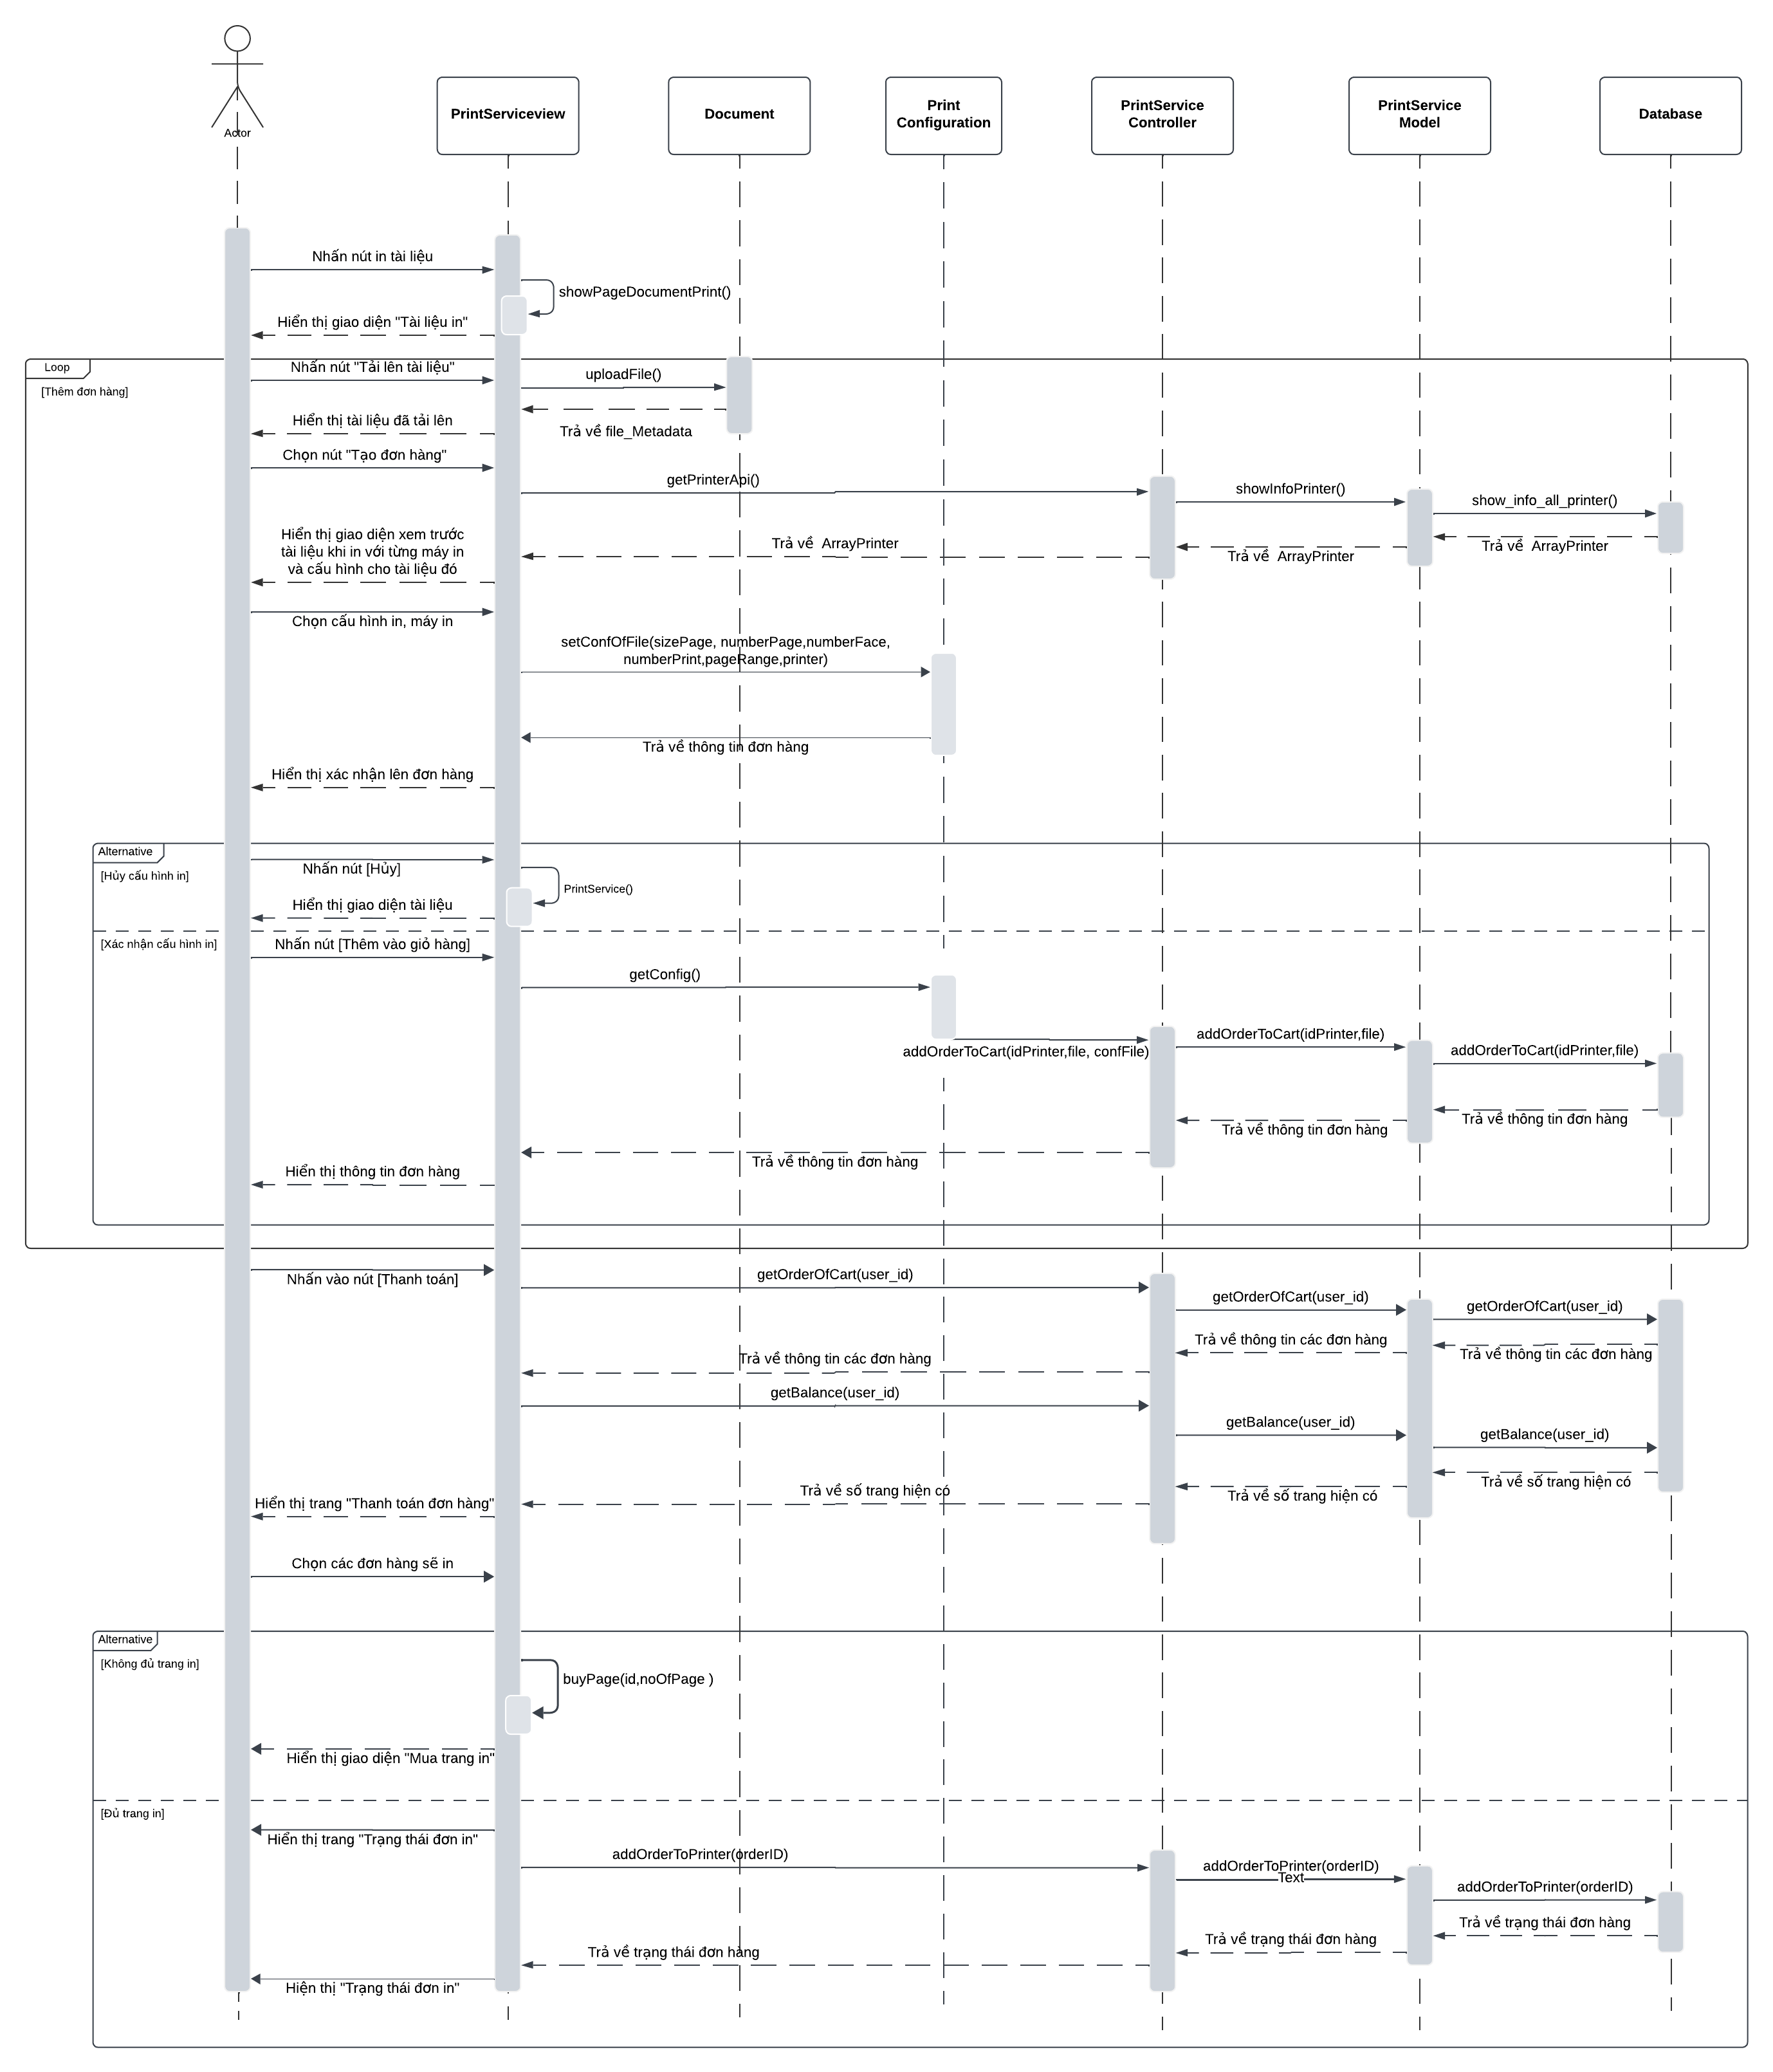 Actor
PrintServiceview
Document
Print
Configuration
PrintService
Controller
PrintService
Model
Database
Nhấn nút in tài liệu
showPageDocumentPrint()
Hiển thị giao diện "Tài liệu in"
Loop
[Thêm đơn hàng]
Nhấn nút "Tải lên tài liệu"
uploadFile()
Hiển thị tài liệu đã tải lên
Trả về file_Metadata
Chọn nút "Tạo đơn hàng"
getPrinterApi()
showInfoPrinter()
show_info_all_printer()
Hiển thị giao diện xem trước
tài liệu khi in với từng máy in
và cấu hình cho tài liệu đó
Trả về  ArrayPrinter
Trả về  ArrayPrinter
Trả về  ArrayPrinter
Chọn cấu hình in, máy in
setConfOfFile(sizePage, numberPage,numberFace,
numberPrint,pageRange,printer)
Trả về thông tin đơn hàng
Hiển thị xác nhận lên đơn hàng
Alternative
[Hủy cấu hình in]
Nhấn nút [Hủy]
PrintService()
Hiển thị giao diện tài liệu
[Xác nhận cấu hình in]
Nhấn nút [Thêm vào giỏ hàng]
getConfig()
addOrderToCart(idPrinter,file, confFile)
addOrderToCart(idPrinter,file)
addOrderToCart(idPrinter,file)
Trả về thông tin đơn hàng
Trả về thông tin đơn hàng
Trả về thông tin đơn hàng
Hiển thị thông tin đơn hàng
Nhấn vào nút [Thanh toán]
getOrderOfCart(user_id)
getOrderOfCart(user_id)
getOrderOfCart(user_id)
Trả về thông tin các đơn hàng
Trả về thông tin các đơn hàng
Trả về thông tin các đơn hàng
getBalance(user_id)
getBalance(user_id)
getBalance(user_id)
Trả về số trang hiện có
Trả về số trang hiện có
Trả về số trang hiện có
Hiển thị trang "Thanh toán đơn hàng"
Chọn các đơn hàng sẽ in
Alternative
[Không đủ trang in]
buyPage(id,noOfPage )
Hiển thị giao diện "Mua trang in"
[Đủ trang in]
Hiển thị trang "Trạng thái đơn in"
addOrderToPrinter(orderID)
addOrderToPrinter(orderID)
Text
addOrderToPrinter(orderID)
Trả về trạng thái đơn hàng
Trả về trạng thái đơn hàng
Trả về trạng thái đơn hàng
Hiện thị "Trạng thái đơn in"